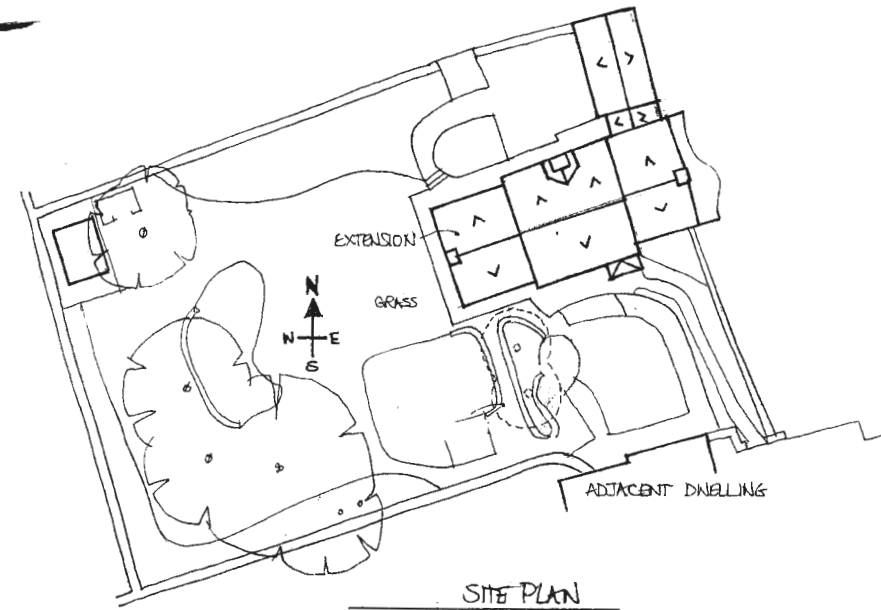 EXTENSION
N
GRASS
W E
S
ADJACENT DWELLING
SITE PLAN